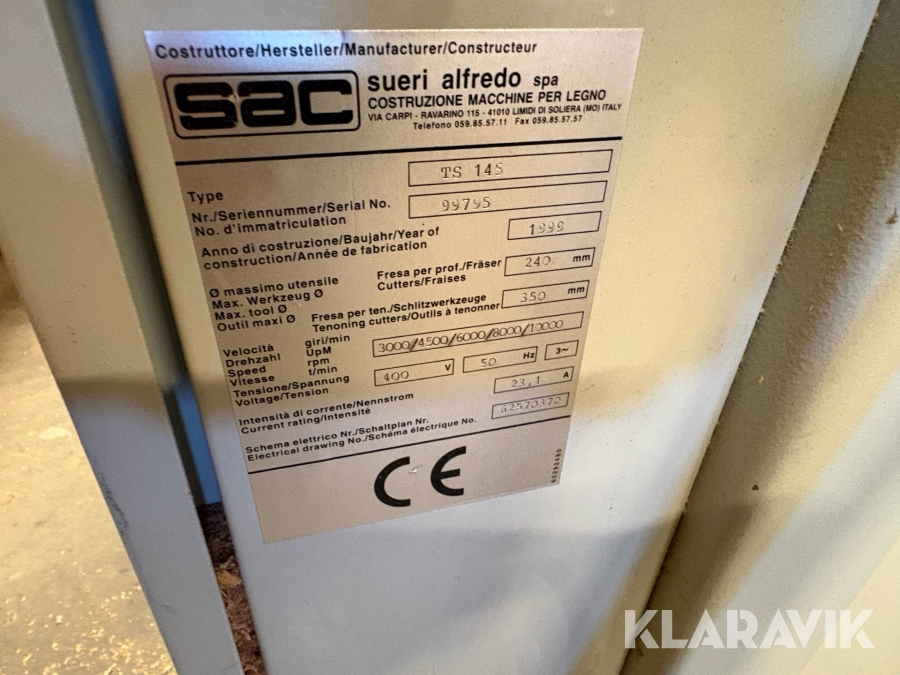 Costruttore/Hersteller/Manufacturer/Constructeur
sac
sueri alfredo spa
COSTRUZIONE MACCHINE PER LEGNO
VIA CARPI - RAVARINO 115 - 41010 LIMIDI DI SOLIERA (MO) ITALY
Telefono 059.85.57.11 Fax 059.85.57.57
Type TS 145
Nr./Seriennummer/Serial No. 99795
No. d'immatriculation
Anno di costruzione/Baujahr/Year of 1999
construction/Année de fabrication
Ø massimo utensile Fresa per prof./Fräser 240 mm
Max. Werkzeug Ø Cutters/Fraises
Max. tool Ø Fresa per ten./Schlitzwerkzeuge 350 mm
Outil maxi Ø Tenoning cutters/Outils à tenonner
Velocità giri/min 3000/4500/6000/8000/10000
Drehzahl UpM
Speed rpm
Vitesse t/min
Tensione/Spannung 400 V 50 Hz 3~
Voltage/Tension
Intensità di corrente/Nennstrom 23,1 A
Current rating/Intensité
Schema elettrico Nr./Schaltplan Nr. 62570370
Electrical drawing No./Schéma électrique No.
CE
KLARAVIK